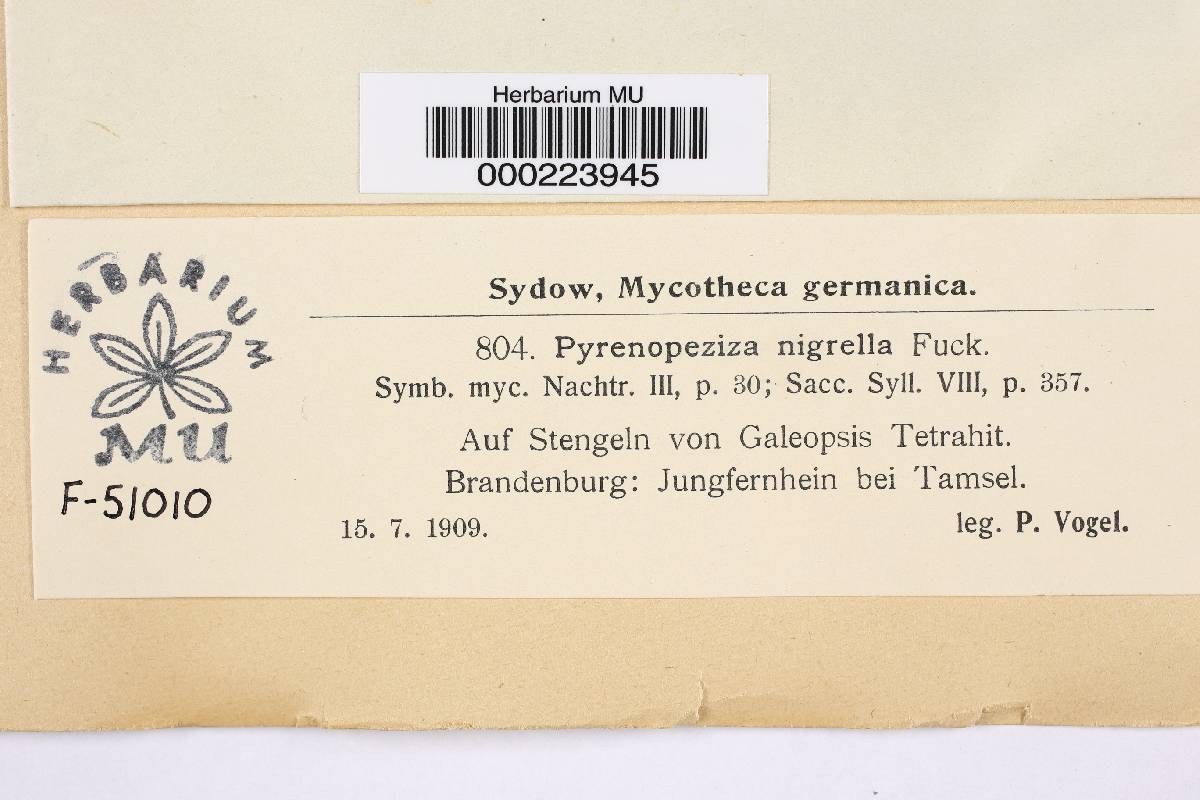 Herbarium MU
000223945
HERBARIUM
MU
F-51010
Sydow, Mycotheca germanica.
804. Pyrenopeziza nigrella Fuck.
Symb. myc. Nachtr. III, p. 30; Sacc. Syll. VIII, p. 357.
Auf Stengeln von Galeopsis Tetrahit.
Brandenburg: Jungfernhein bei Tamsel.
15. 7. 1909. leg. P. Vogel.